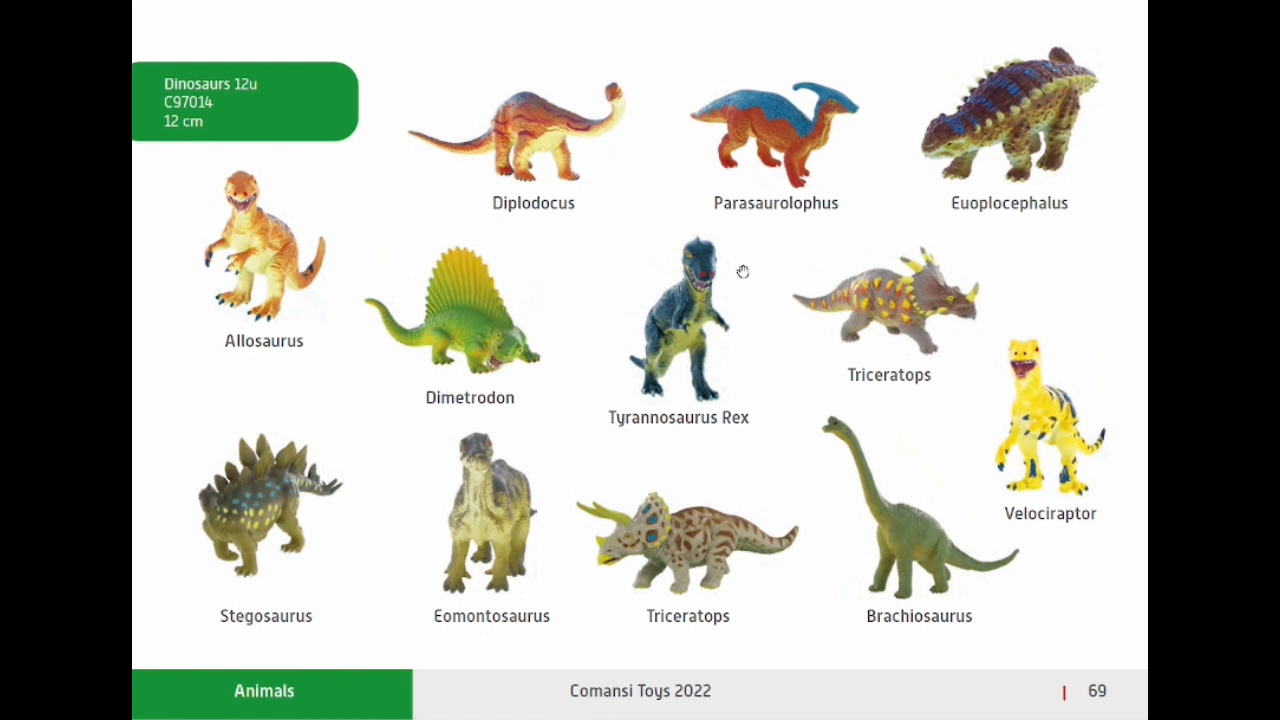 Dinosaurs 12u
C97014
12 cm
Diplodocus
Parasaurolophus
Euoplocephalus
Allosaurus
Dimetrodon
Tyrannosaurus Rex
Triceratops
Velociraptor
Stegosaurus
Eomontosaurus
Triceratops
Brachiosaurus
Animals
Comansi Toys 2022
| 69